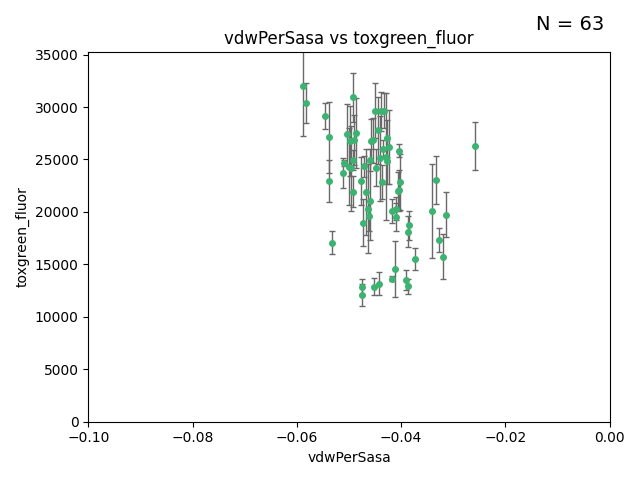 N = 63
vdwPerSasa vs toxgreen_fluor
35000
30000
25000
20000
15000
10000
5000
0
toxgreen_fluor
−0.10 −0.08 −0.06 −0.04 −0.02 0.00
vdwPerSasa